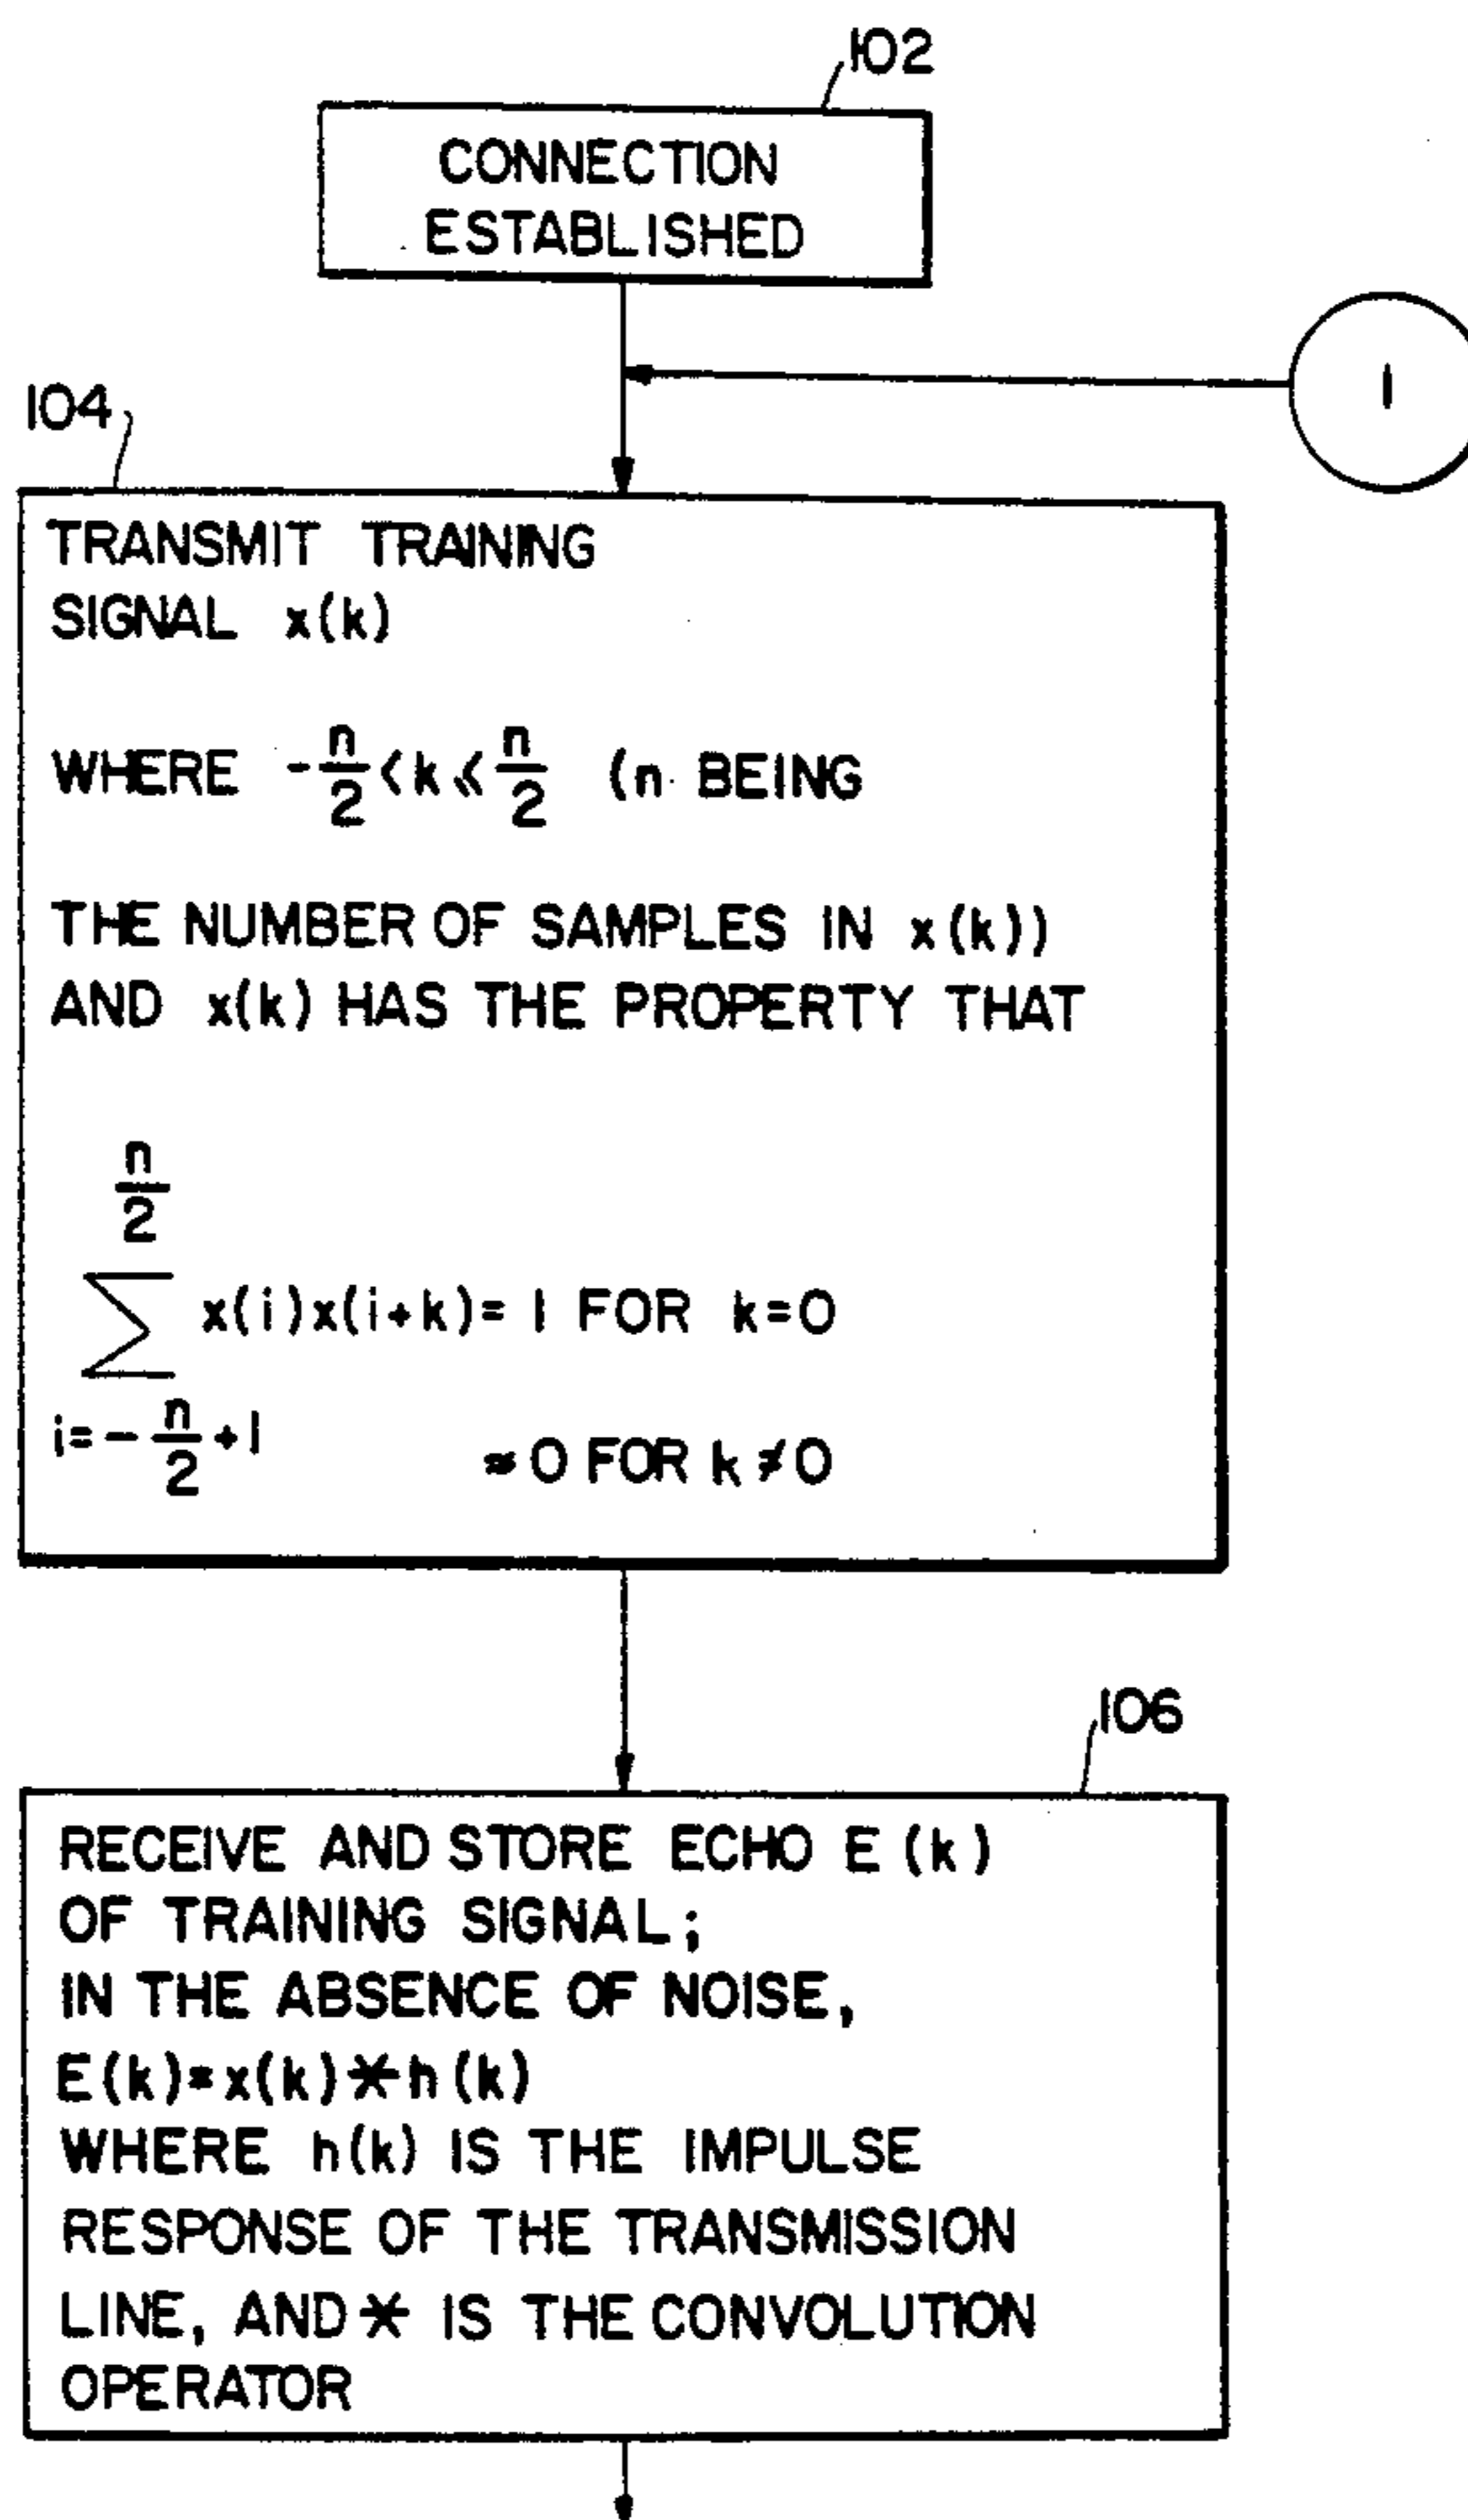 102
CONNECTION
ESTABLISHED
1
104
TRANSMIT TRAINING
SIGNAL x(k)
WHERE -n/2 < k ≤ n/2 (n BEING
THE NUMBER OF SAMPLES IN x(k))
AND x(k) HAS THE PROPERTY THAT
n/2
∑ x(i)x(i+k)= 1 FOR k=0
i=-n/2+1 ≈ 0 FOR k≠0
106
RECEIVE AND STORE ECHO E(k)
OF TRAINING SIGNAL;
IN THE ABSENCE OF NOISE,
E(k)=x(k)*h(k)
WHERE h(k) IS THE IMPULSE
RESPONSE OF THE TRANSMISSION
LINE, AND * IS THE CONVOLUTION
OPERATOR